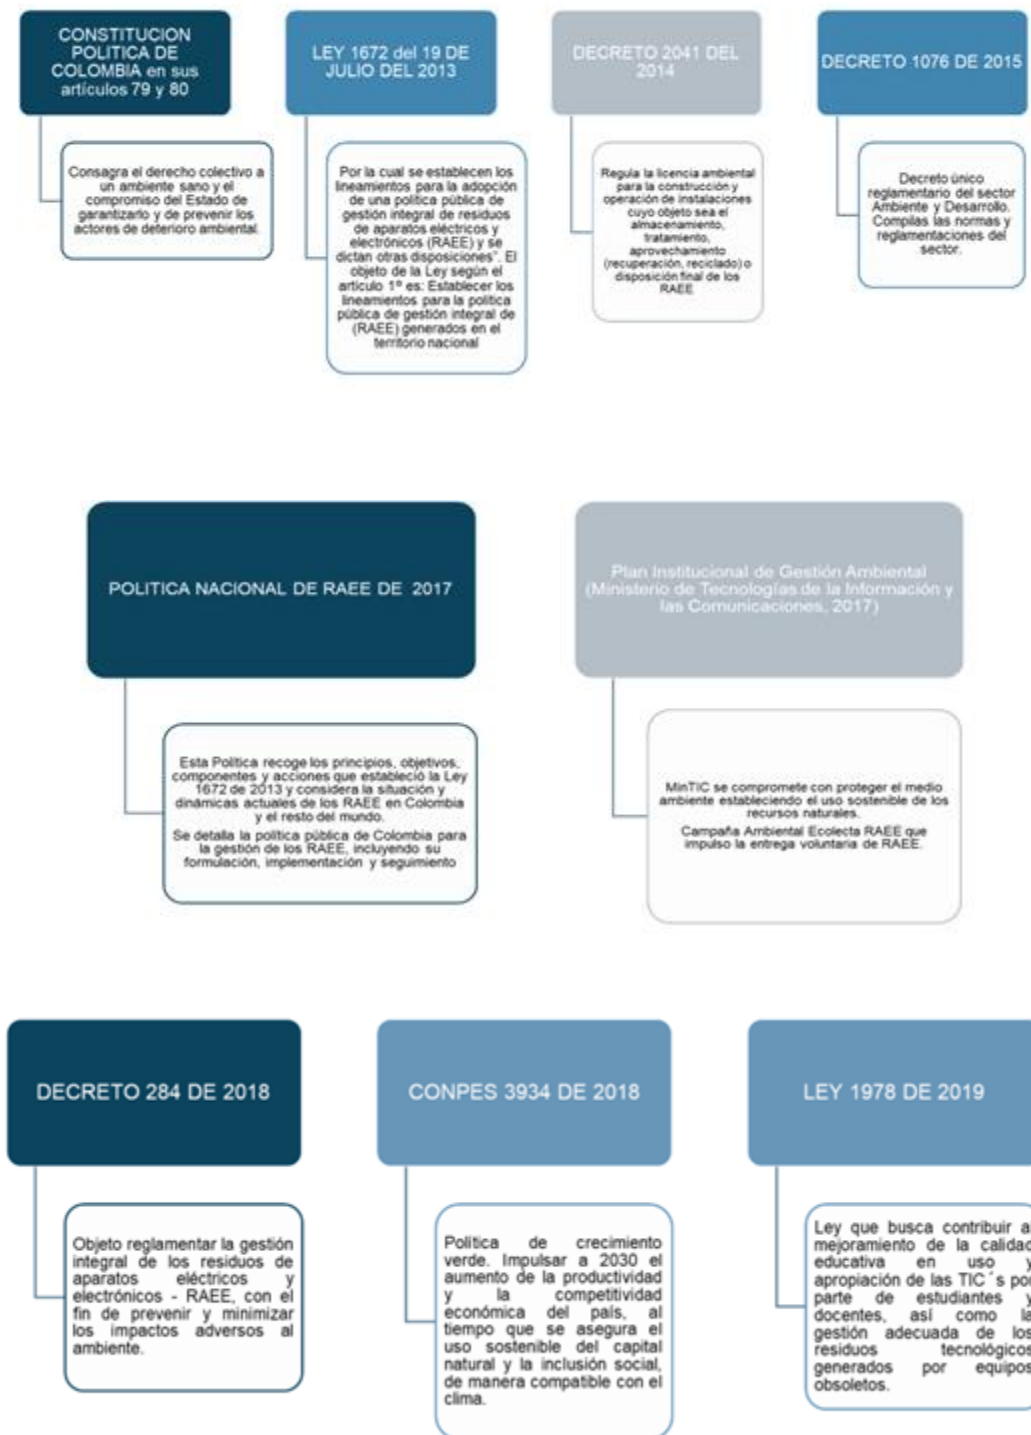 CONSTITUCION
POLITICA DE
COLOMBIA en sus
artículos 79 y 80
Consagra el derecho colectivo a
un ambiente sano y el
compromiso del Estado de
garantizarlo y de prevenir los
actores de deterioro ambiental.
LEY 1672 del 19 DE
JULIO DEL 2013
Por la cual se establecen los
lineamientos para la adopción
de una política pública de
gestión integral de residuos
de aparatos eléctricos y
electrónicos (RAEE) y se
dictan otras disposiciones". El
objeto de la Ley según el
artículo 1º es: Establecer los
lineamientos para la política
pública de gestión integral de
(RAEE) generados en el
territorio nacional
DECRETO 2041 DEL
2014
Regula la licencia ambiental
para la construcción y
operación de instalaciones
cuyo objeto sea el
almacenamiento,
tratamiento,
aprovechamiento
(recuperación, reciclado) o
disposición final de los
RAEE
DECRETO 1076 DE 2015
Decreto único
reglamentario del sector
Ambiente y Desarrollo.
Compilas las normas y
reglamentaciones del
sector.
POLITICA NACIONAL DE RAEE DE 2017
Esta Política recoge los principios, objetivos,
componentes y acciones que estableció la Ley
1672 de 2013 y considera la situación y
dinámicas actuales de los RAEE en Colombia
y el resto del mundo.
Se detalla la política pública de Colombia para
la gestión de los RAEE, incluyendo su
formulación, implementación y seguimiento
Plan Institucional de Gestión Ambiental
(Ministerio de Tecnologías de la Información y
las Comunicaciones, 2017)
MinTIC se compromete con proteger el medio
ambiente estableciendo el uso sostenible de los
recursos naturales.
Campaña Ambiental Ecolecta RAEE que
impulso la entrega voluntaria de RAEE.
DECRETO 284 DE 2018
Objeto reglamentar la gestión
integral de los residuos de
aparatos eléctricos y
electrónicos - RAEE, con el
fin de prevenir y minimizar
los impactos adversos al
ambiente.
CONPES 3934 DE 2018
Política de crecimiento
verde. Impulsar a 2030 el
aumento de la productividad
y la competitividad
económica del país, al
tiempo que se asegura el
uso sostenible del capital
natural y la inclusión social,
de manera compatible con el
clima.
LEY 1978 DE 2019
Ley que busca contribuir al
mejoramiento de la calidad
educativa en uso y
apropiación de las TIC´s por
parte de estudiantes y
docentes, así como la
gestión adecuada de los
residuos tecnológicos
generados por equipos
obsoletos.